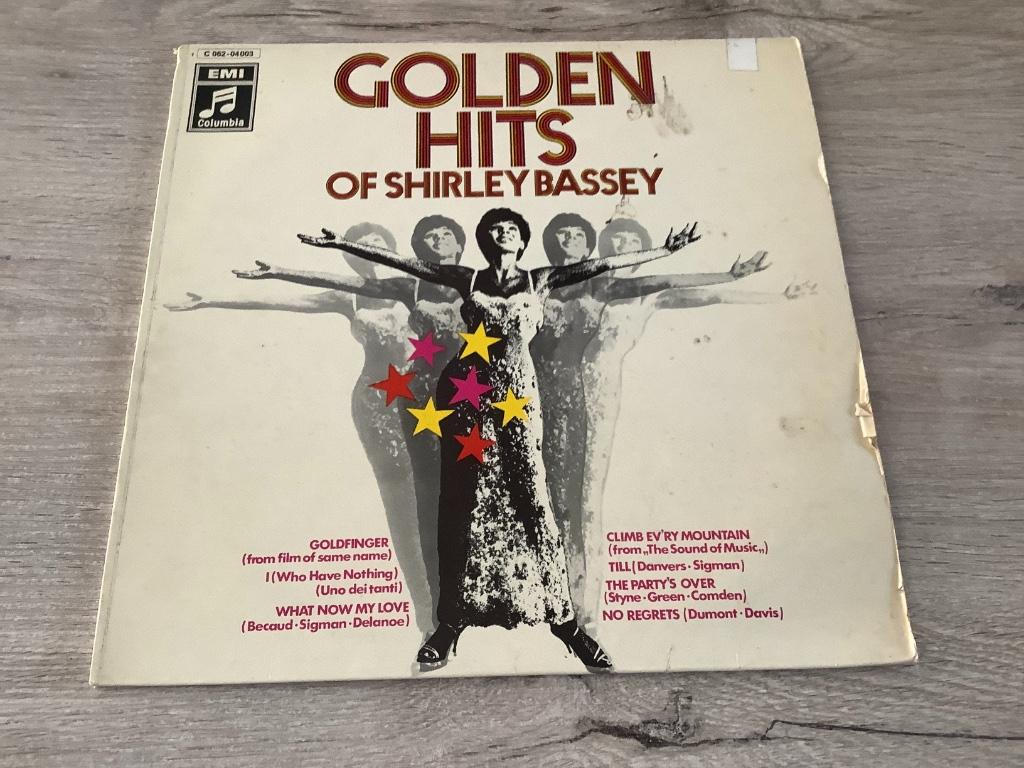 C 062-04003
EMI
Columbia
GOLDEN
HITS
OF SHIRLEY BASSEY
GOLDFINGER
(from film of same name)
I (Who Have Nothing)
(Uno dei tanti)
WHAT NOW MY LOVE
(Becaud · Sigman · Delanoe)
CLIMB EV'RY MOUNTAIN
(from „The Sound of Music„)
TILL (Danvers · Sigman)
THE PARTY'S OVER
(Styne · Green · Comden)
NO REGRETS (Dumont · Davis)